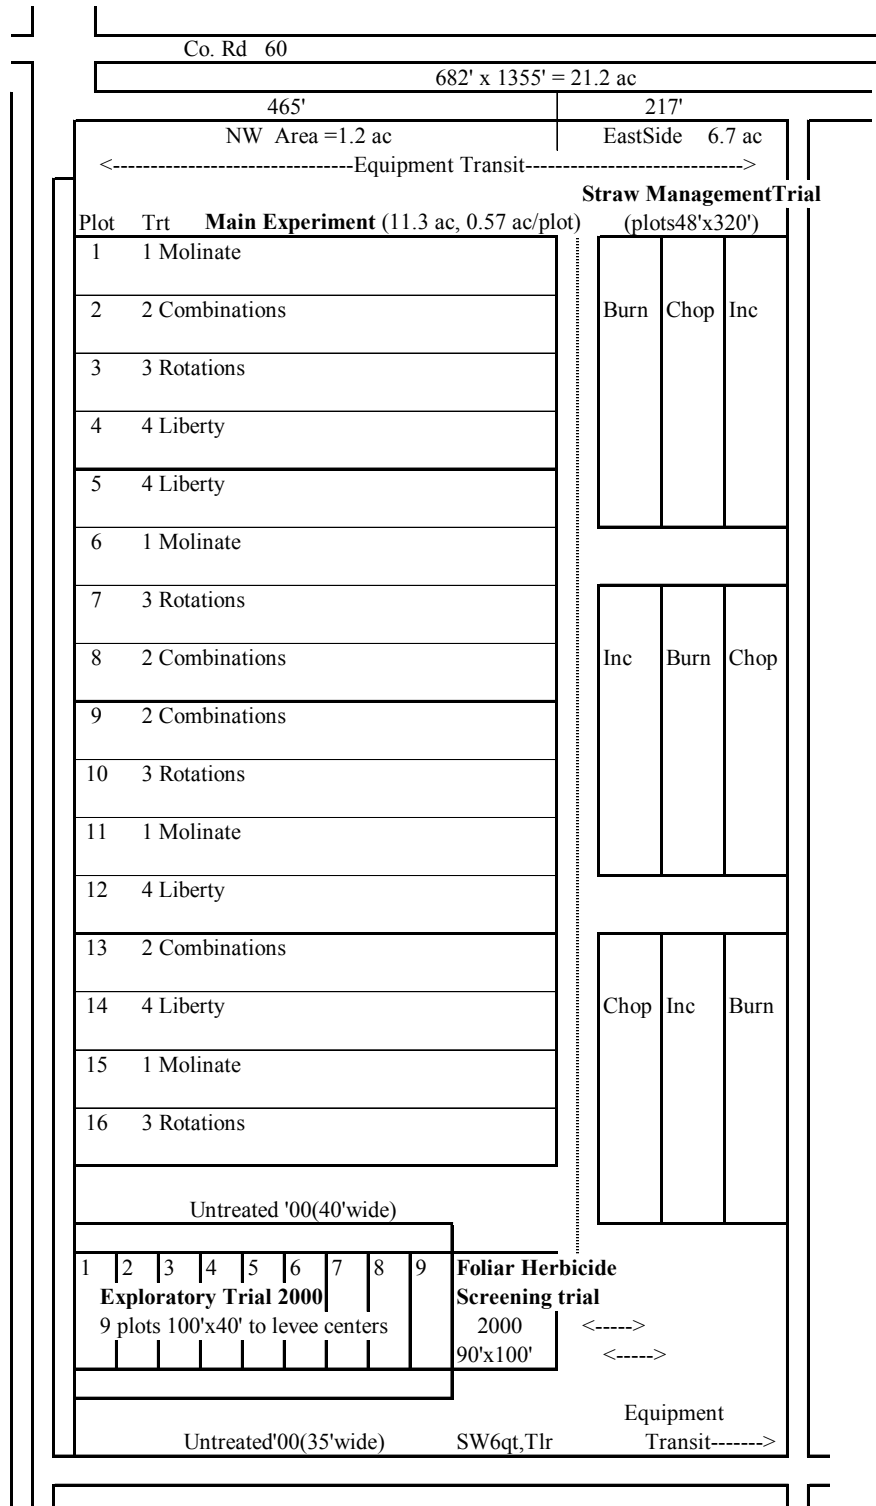 Co. Rd 60
682' x 1355' = 21.2 ac
465' 217'
NW Area =1.2 ac EastSide 6.7 ac
<--------------------------------Equipment Transit----------------------------->
Straw ManagementTrial
Plot Trt Main Experiment (11.3 ac, 0.57 ac/plot) (plots48'x320')
1 1 Molinate
2 2 Combinations Burn Chop Inc
3 3 Rotations
4 4 Liberty
5 4 Liberty
6 1 Molinate
7 3 Rotations
8 2 Combinations Inc Burn Chop
9 2 Combinations
10 3 Rotations
11 1 Molinate
12 4 Liberty
13 2 Combinations
14 4 Liberty Chop Inc Burn
15 1 Molinate
16 3 Rotations
Untreated '00(40'wide)
1 2 3 4 5 6 7 8 9 Foliar Herbicide
Exploratory Trial 2000 Screening trial
9 plots 100'x40' to levee centers 2000 <----->
90'x100' <----->
Equipment
Untreated'00(35'wide) SW6qt,Tlr Transit------->